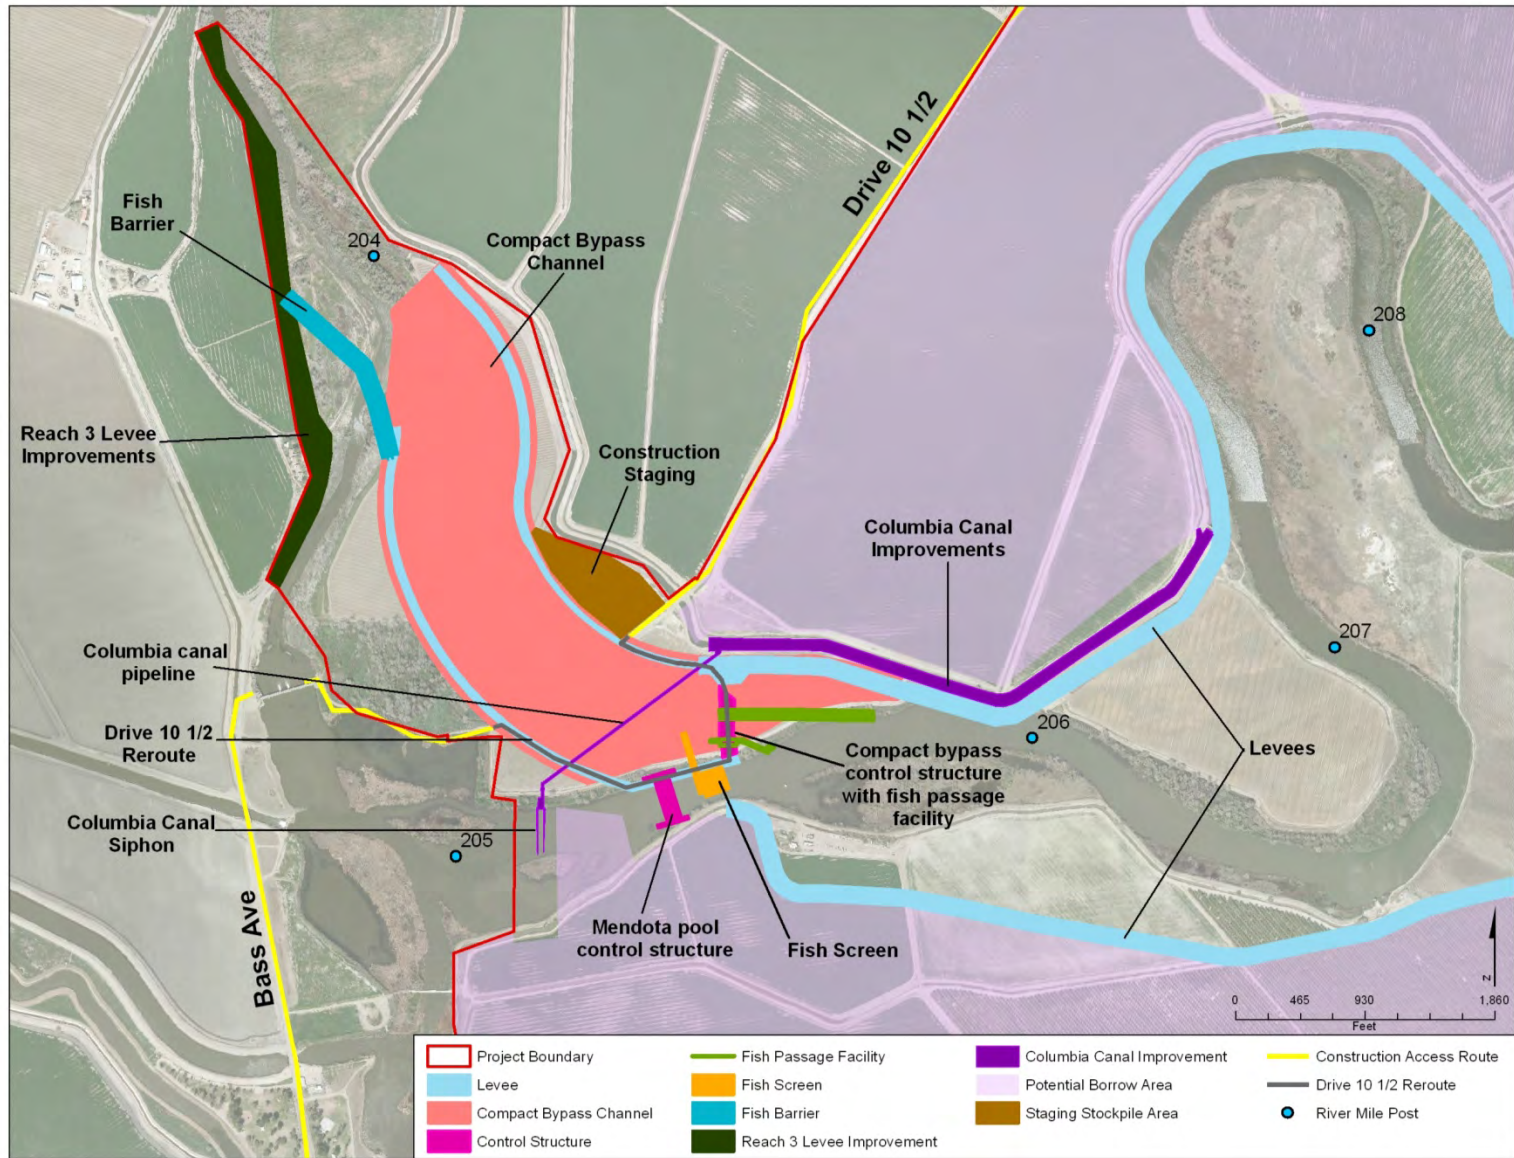 Drive 10 1/2
Fish
Barrier
204
Compact Bypass
Channel
208
Reach 3 Levee
Improvements
Construction
Staging
Columbia Canal
Improvements
207
Columbia canal
pipeline
206
Drive 10 1/2
Reroute
Levees
Compact bypass
control structure
with fish passage
facility
Columbia Canal
Siphon
205
Bass Ave
Mendota pool
control structure
Fish Screen
Z
0 465 930 1,860
Feet
Project Boundary
Levee
Compact Bypass Channel
Control Structure
Fish Passage Facility
Fish Screen
Fish Barrier
Reach 3 Levee Improvement
Columbia Canal Improvement
Potential Borrow Area
Staging Stockpile Area
Construction Access Route
Drive 10 1/2 Reroute
River Mile Post